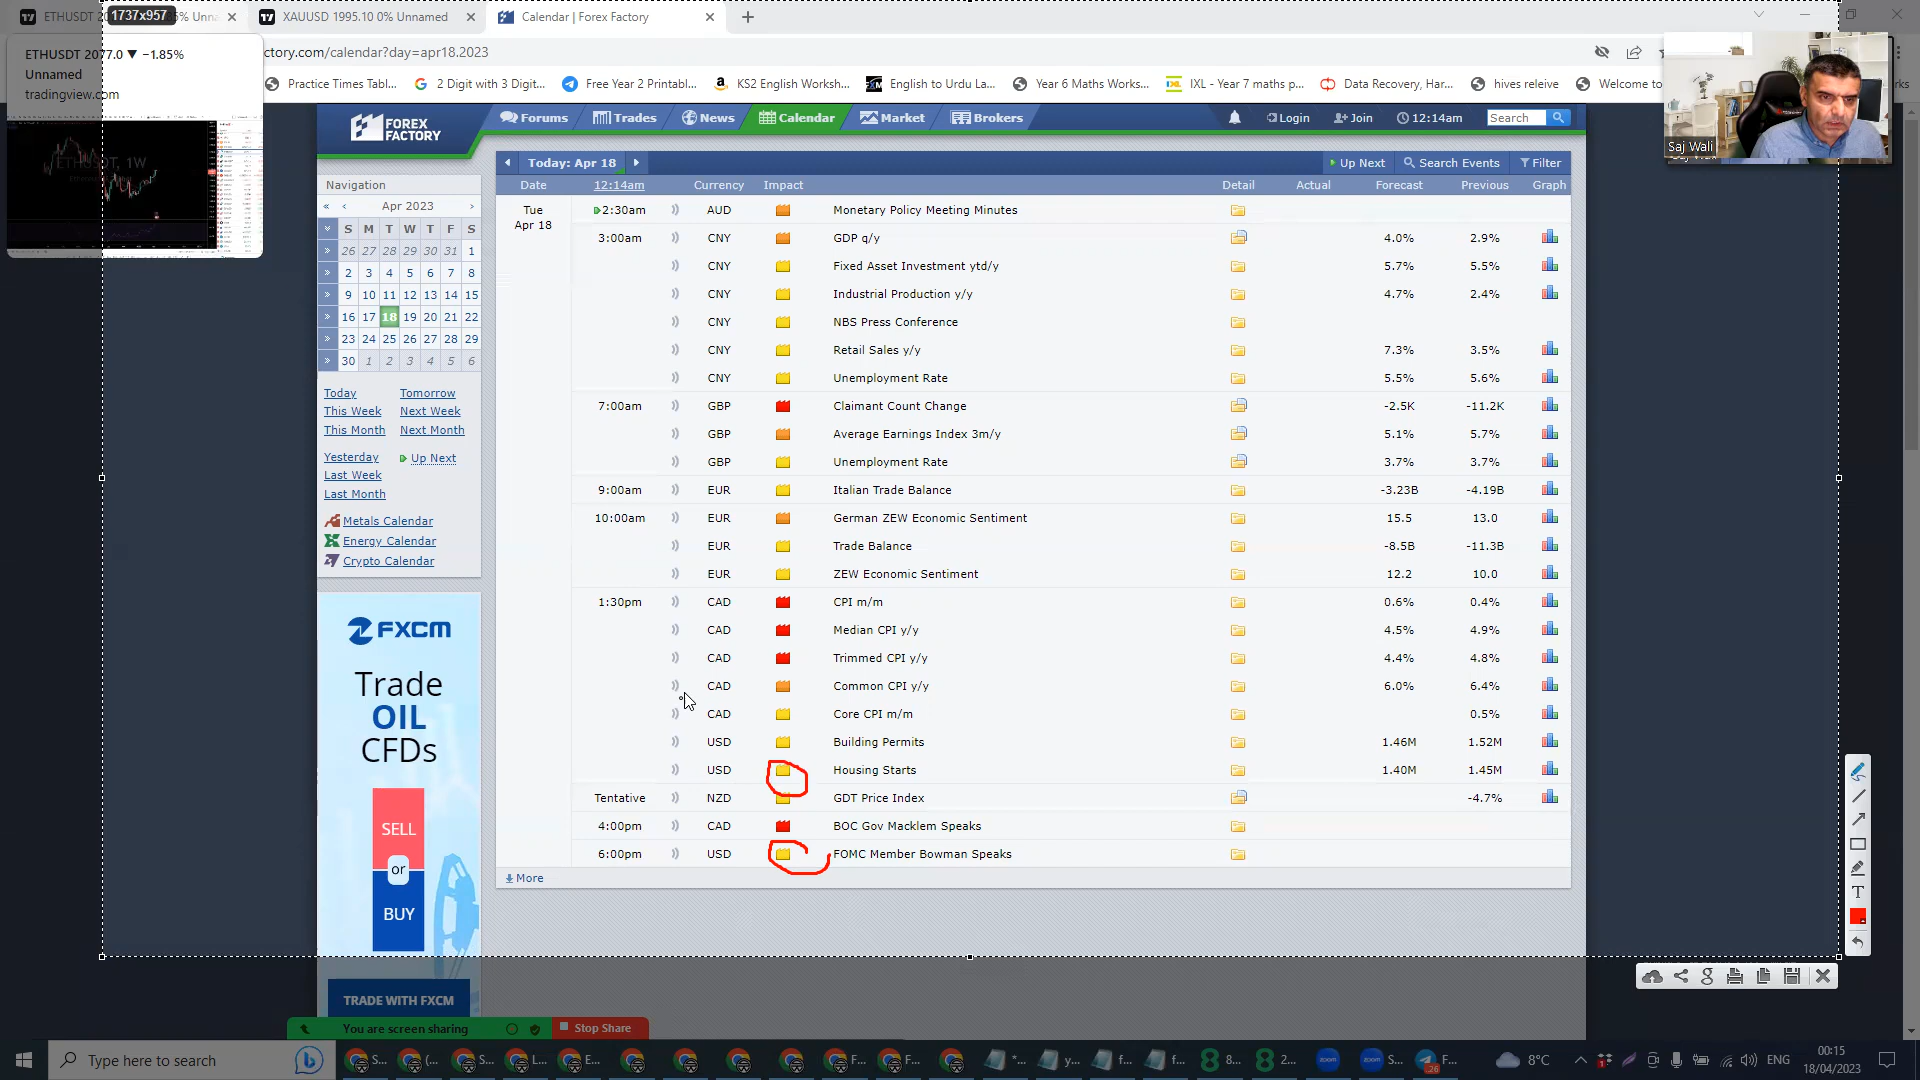 ETHUSDT 20
1737x957
85% Unna
XAUUSD 1995.10 0% Unnamed
Calendar | Forex Factory
ETHUSDT 2077.0 ▼ −1.85%
Unnamed
tradingview.com
ctory.com/calendar?day=apr18.2023
Practice Times Tabl...
2 Digit with 3 Digit...
Free Year 2 Printabl...
KS2 English Worksh...
English to Urdu La...
Year 6 Maths Works...
IXL - Year 7 maths p...
Data Recovery, Har...
hives releive
Welcome to
Saj Wali
ETHUSDT, 1W
FOREX FACTORY
Forums Trades News Calendar Market Brokers
Login Join 12:14am Search
Today: Apr 18
Up Next Search Events Filter
Date 12:14am Currency Impact Detail Actual Forecast Previous Graph
Tue Apr 18 2:30am AUD Monetary Policy Meeting Minutes
3:00am CNY GDP q/y 4.0% 2.9%
CNY Fixed Asset Investment ytd/y 5.7% 5.5%
CNY Industrial Production y/y 4.7% 2.4%
CNY NBS Press Conference
CNY Retail Sales y/y 7.3% 3.5%
CNY Unemployment Rate 5.5% 5.6%
7:00am GBP Claimant Count Change -2.5K -11.2K
GBP Average Earnings Index 3m/y 5.1% 5.7%
GBP Unemployment Rate 3.7% 3.7%
9:00am EUR Italian Trade Balance -3.23B -4.19B
10:00am EUR German ZEW Economic Sentiment 15.5 13.0
EUR Trade Balance -8.5B -11.3B
EUR ZEW Economic Sentiment 12.2 10.0
1:30pm CAD CPI m/m 0.6% 0.4%
CAD Median CPI y/y 4.5% 4.9%
CAD Trimmed CPI y/y 4.4% 4.8%
CAD Common CPI y/y 6.0% 6.4%
CAD Core CPI m/m 0.5%
USD Building Permits 1.46M 1.52M
USD Housing Starts 1.40M 1.45M
Tentative NZD GDT Price Index -4.7%
4:00pm CAD BOC Gov Macklem Speaks
6:00pm USD FOMC Member Bowman Speaks
More
Navigation
« ‹ Apr 2023 ›
S M T W T F S
26 27 28 29 30 31 1
2 3 4 5 6 7 8
9 10 11 12 13 14 15
16 17 18 19 20 21 22
23 24 25 26 27 28 29
30 1 2 3 4 5 6
Today Tomorrow
This Week Next Week
This Month Next Month
Yesterday Up Next
Last Week
Last Month
Metals Calendar
Energy Calendar
Crypto Calendar
FXCM
Trade
OIL
CFDs
SELL
or
BUY
TRADE WITH FXCM
You are screen sharing
Stop Share
Type here to search
S...
(...
S...
L...
E...
F...
F...
*...
y...
f...
f...
8...
2...
zoom
zoom
S...
26
F...
8°C
ENG
00:15
18/04/2023